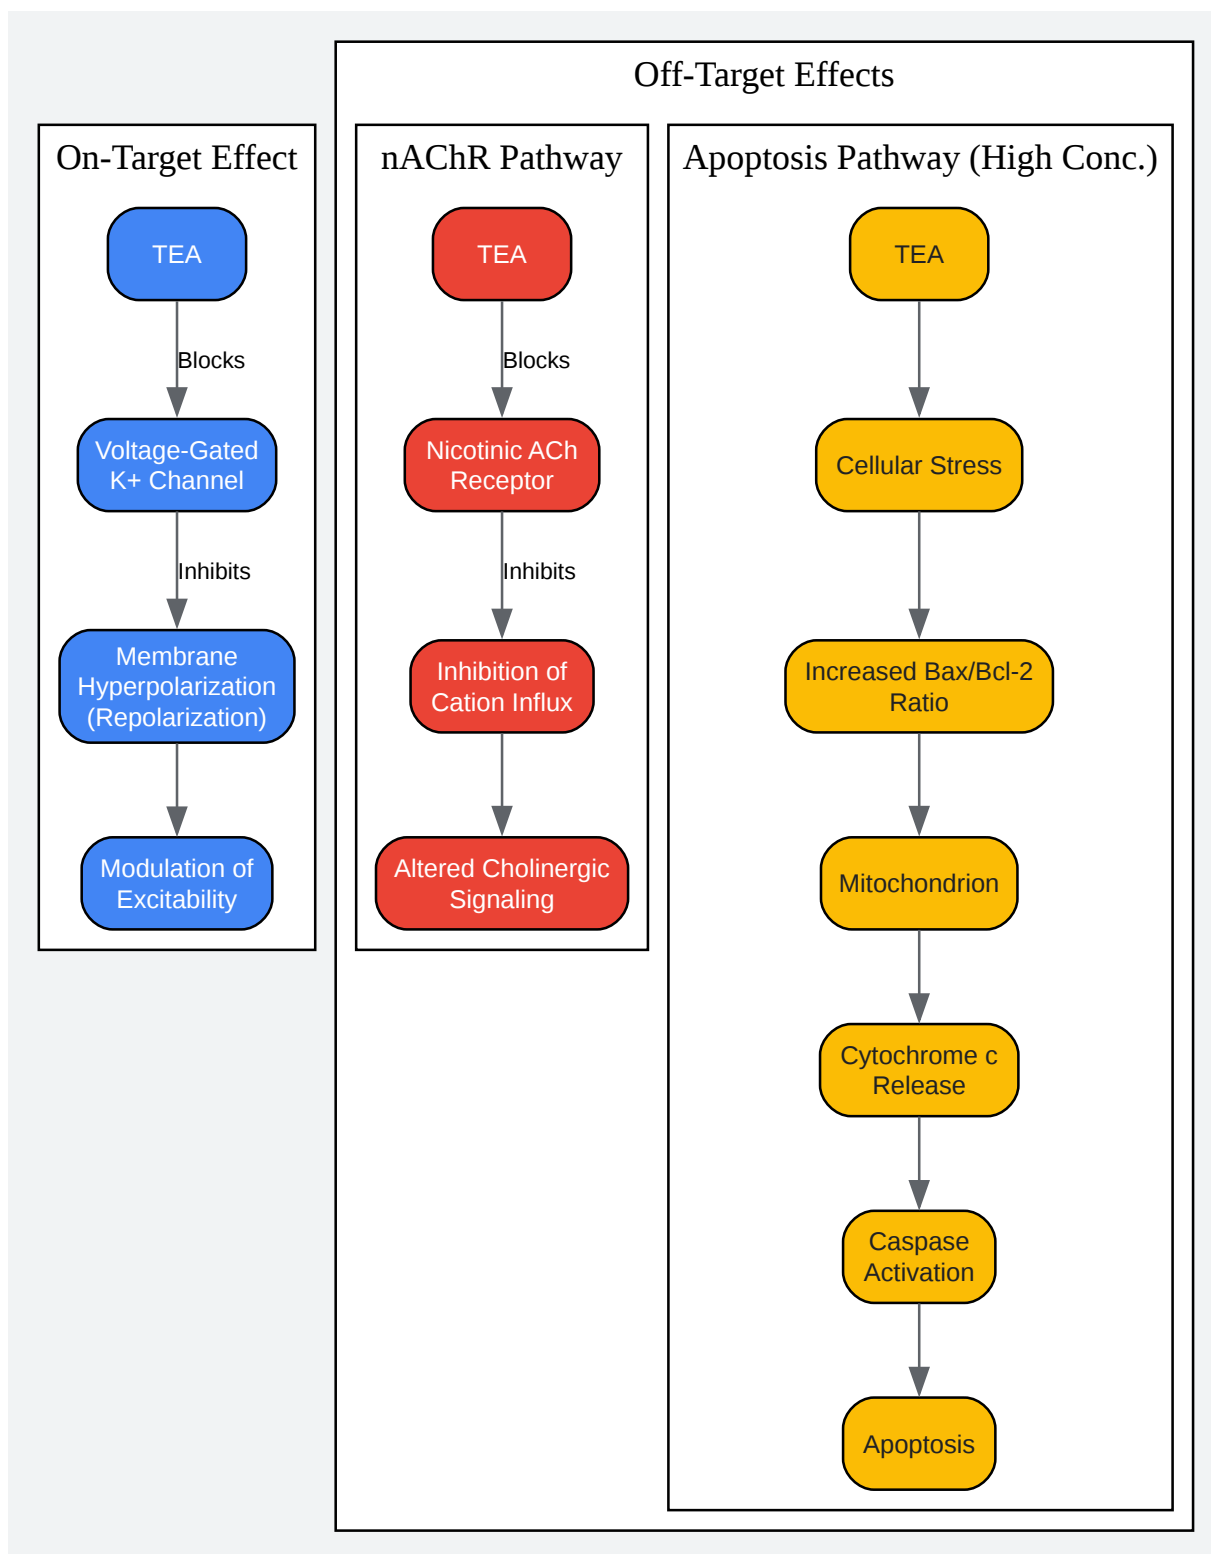 Off-Target Effects
On-Target Effect
TEA
Blocks
Voltage-Gated
K+ Channel
Inhibits
Membrane
Hyperpolarization
(Repolarization)
Modulation of
Excitability
nAChR Pathway
TEA
Blocks
Nicotinic ACh
Receptor
Inhibits
Inhibition of
Cation Influx
Altered Cholinergic
Signaling
Apoptosis Pathway (High Conc.)
TEA
Cellular Stress
Increased Bax/Bcl-2
Ratio
Mitochondrion
Cytochrome c
Release
Caspase
Activation
Apoptosis